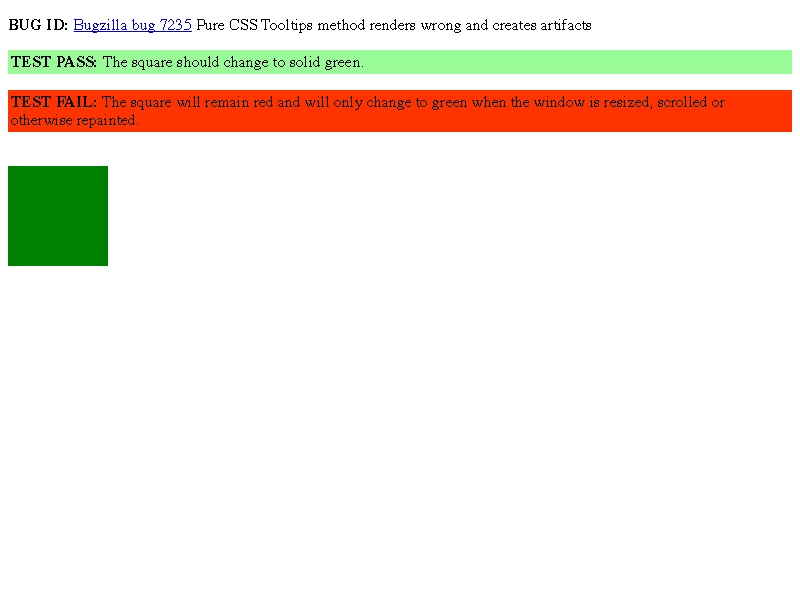 BUG ID: Bugzilla bug 7235 Pure CSS Tooltips method renders wrong and creates artifacts
TEST PASS: The square should change to solid green.
TEST FAIL: The square will remain red and will only change to green when the window is resized, scrolled or
otherwise repainted.